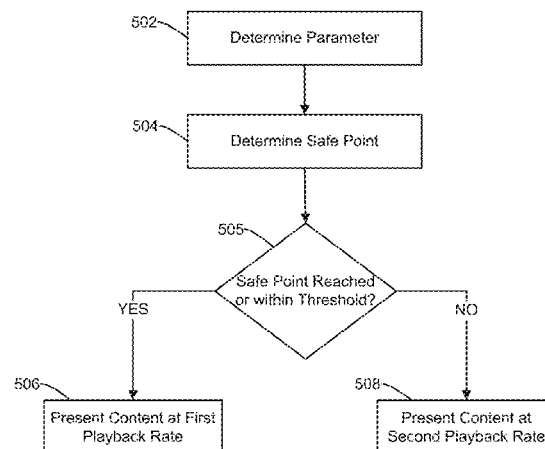 502
Determine Parameter
504
Determine Safe Point
505
Safe Point Reached
or within Threshold?
YES
NO
506
Present Content at First
Playback Rate
508
Present Content at
Second Playback Rate